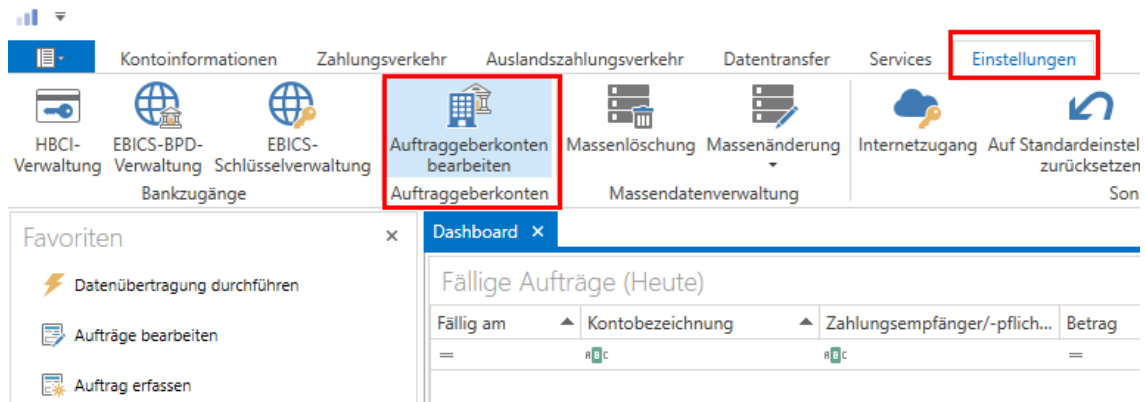 Kontoinformationen Zahlungsverkehr Auslandszahlungsverkehr Datentransfer Services Einstellungen
HBCI-Verwaltung
EBICS-BPD-Verwaltung
EBICS-Schlüsselverwaltung
Auftraggeberkonten bearbeiten
Massenlöschung
Massenänderung
Internetzugang
Auf Standardeinstel
zurücksetzen
Bankzugänge Auftraggeberkonten Massendatenverwaltung Son
Favoriten
Datenübertragung durchführen
Aufträge bearbeiten
Auftrag erfassen
Dashboard
Fällige Aufträge (Heute)
Fällig am Kontobezeichnung Zahlungsempfänger/-pflich... Betrag
= ABC ABC =